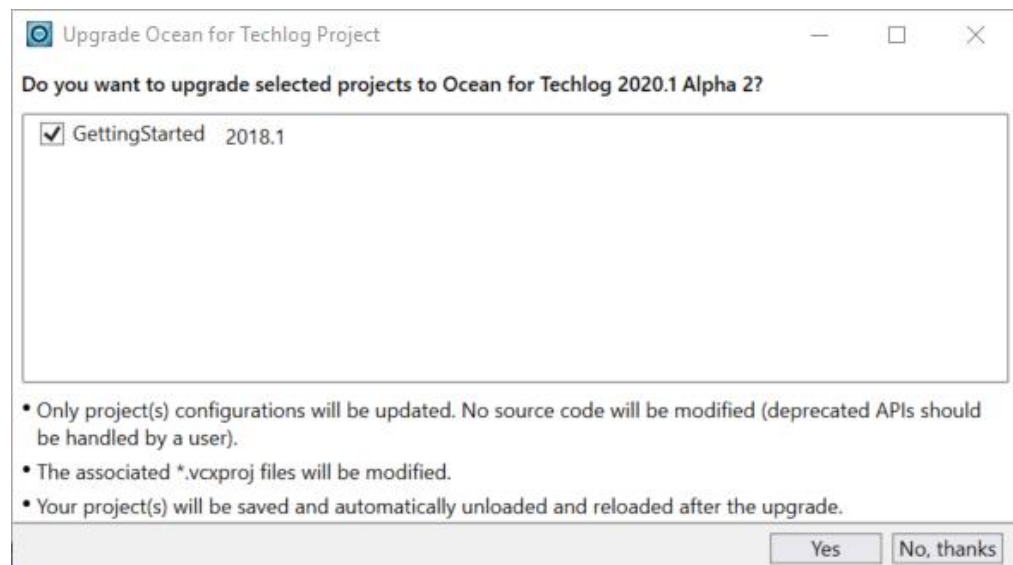 Upgrade Ocean for Techlog Project
Do you want to upgrade selected projects to Ocean for Techlog 2020.1 Alpha 2?
GettingStarted 2018.1
• Only project(s) configurations will be updated. No source code will be modified (deprecated APIs should
be handled by a user).
• The associated *.vcxproj files will be modified.
• Your project(s) will be saved and automatically unloaded and reloaded after the upgrade.
Yes No, thanks